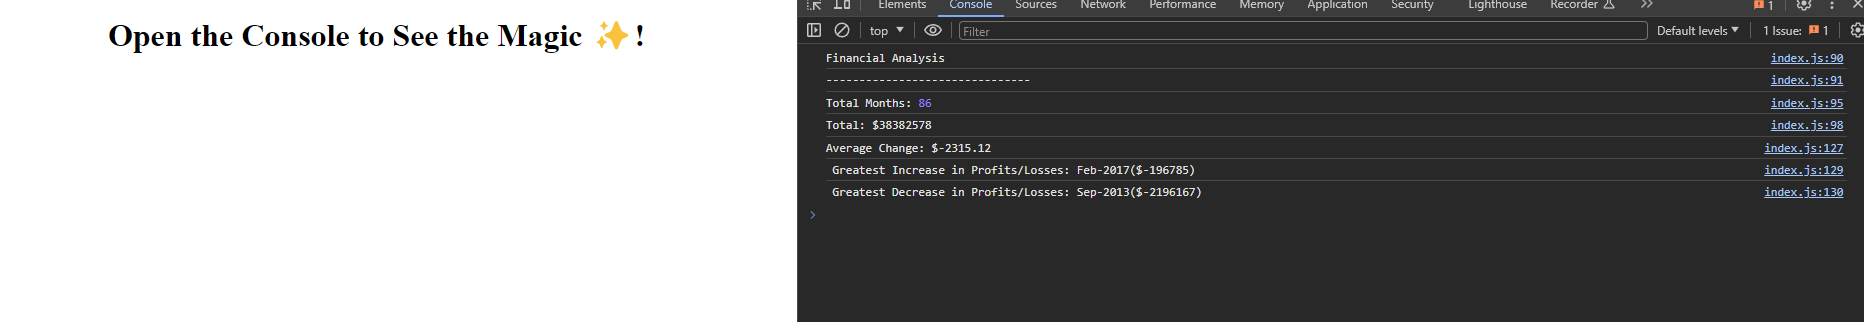 Open the Console to See the Magic ✨!
Elements Console Sources Network Performance Memory Application Security Lighthouse Recorder 1
top Filter Default levels 1 Issue: 1
Financial Analysis index.js:90
------------------------------- index.js:91
Total Months: 86 index.js:95
Total: $38382578 index.js:98
Average Change: $-2315.12 index.js:127
Greatest Increase in Profits/Losses: Feb-2017($-196785) index.js:129
Greatest Decrease in Profits/Losses: Sep-2013($-2196167) index.js:130